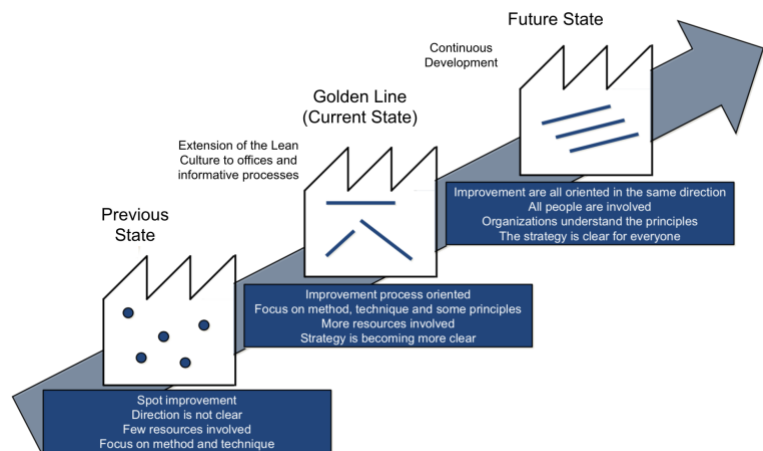 Future State
Continuous
Development
Golden Line
(Current State)
Extension of the Lean
Culture to offices and
informative processes
Improvement are all oriented in the same direction
All people are involved
Organizations understand the principles
The strategy is clear for everyone
Previous
State
Improvement process oriented
Focus on method, technique and some principles
More resources involved
Strategy is becoming more clear
Spot improvement
Direction is not clear
Few resources involved
Focus on method and technique